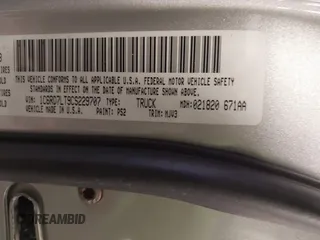 THIS VEHICLE CONFORMS TO ALL APPLICABLE U.S.A. FEDERAL MOTOR VEHICLE SAFETY
STANDARDS IN EFFECT ON THE DATE OF MANUFACTURE SHOWN ABOVE.
VIN: 1C6RD7LT9CS229707 TYPE: TRUCK MDH: 021820 671AA
VEHICLE MADE IN U.S.A. PAINT: PS2 TRIM: MJV3
DREAMBID